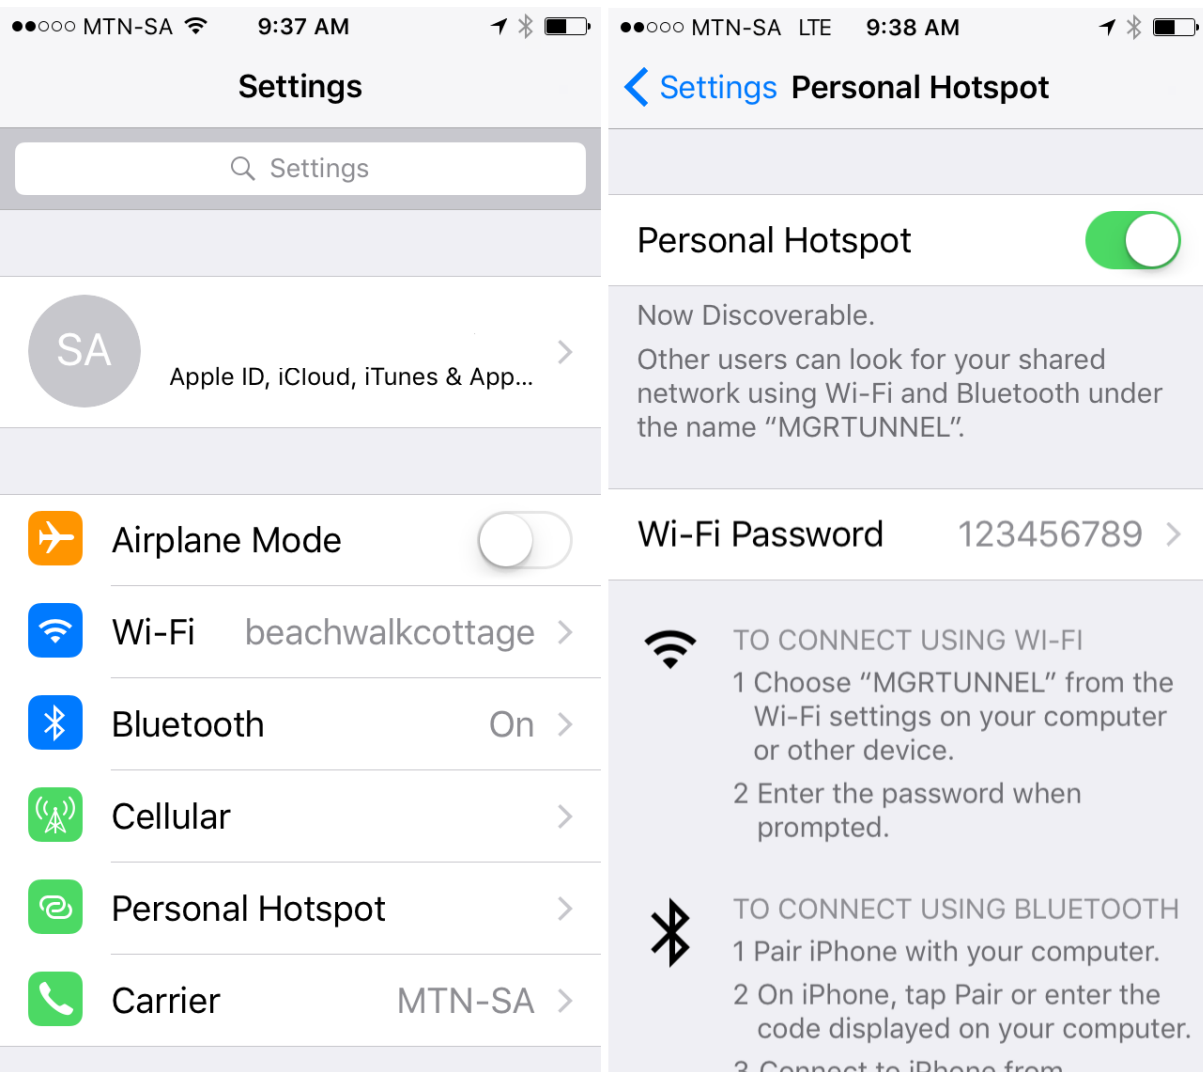 MTN-SA 9:37 AM
Settings
Settings
SA
Apple ID, iCloud, iTunes & App...
Airplane Mode
Wi-Fi beachwalkcottage
Bluetooth On
Cellular
Personal Hotspot
Carrier MTN-SA
MTN-SA LTE 9:38 AM
Settings Personal Hotspot
Personal Hotspot
Now Discoverable.
Other users can look for your shared
network using Wi-Fi and Bluetooth under
the name “MGRTUNNEL”.
Wi-Fi Password 123456789
TO CONNECT USING WI-FI
1 Choose “MGRTUNNEL” from the
Wi-Fi settings on your computer
or other device.
2 Enter the password when
prompted.
TO CONNECT USING BLUETOOTH
1 Pair iPhone with your computer.
2 On iPhone, tap Pair or enter the
code displayed on your computer.
3 Connect to iPhone from